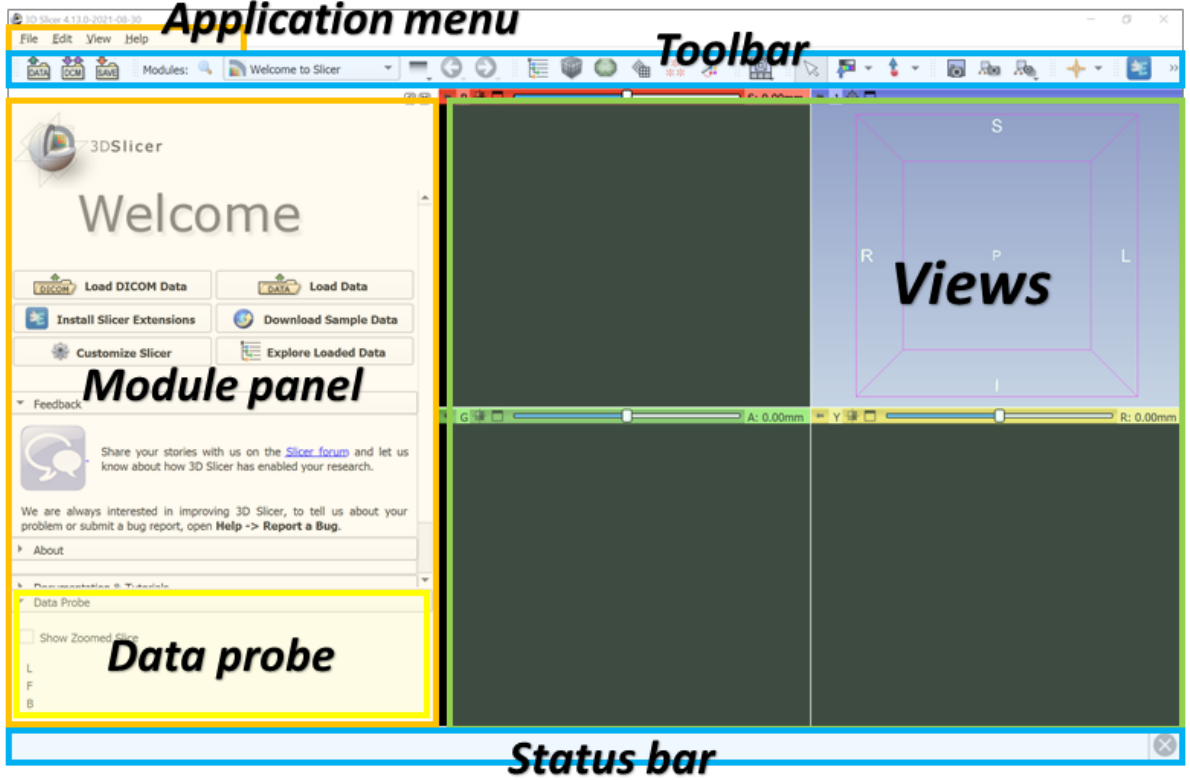 3D Slicer 4.13.0-2021-08-30
Application menu
File Edit View Help
Toolbar
DATA DCM SAVE Modules: Welcome to Slicer
S: 0.00mm
1
3DSlicer
Welcome
Load DICOM Data
Load Data
Install Slicer Extensions
Download Sample Data
Customize Slicer
Explore Loaded Data
Module panel
Feedback
Share your stories with us on the Slicer forum and let us
know about how 3D Slicer has enabled your research.
We are always interested in improving 3D Slicer, to tell us about your
problem or submit a bug report, open Help -> Report a Bug.
About
Documentation & Tutorials
Data Probe
Show Zoomed Slice
Data probe
L
F
B
S
R
P
L
I
Views
G
A: 0.00mm
Y
R: 0.00mm
Status bar